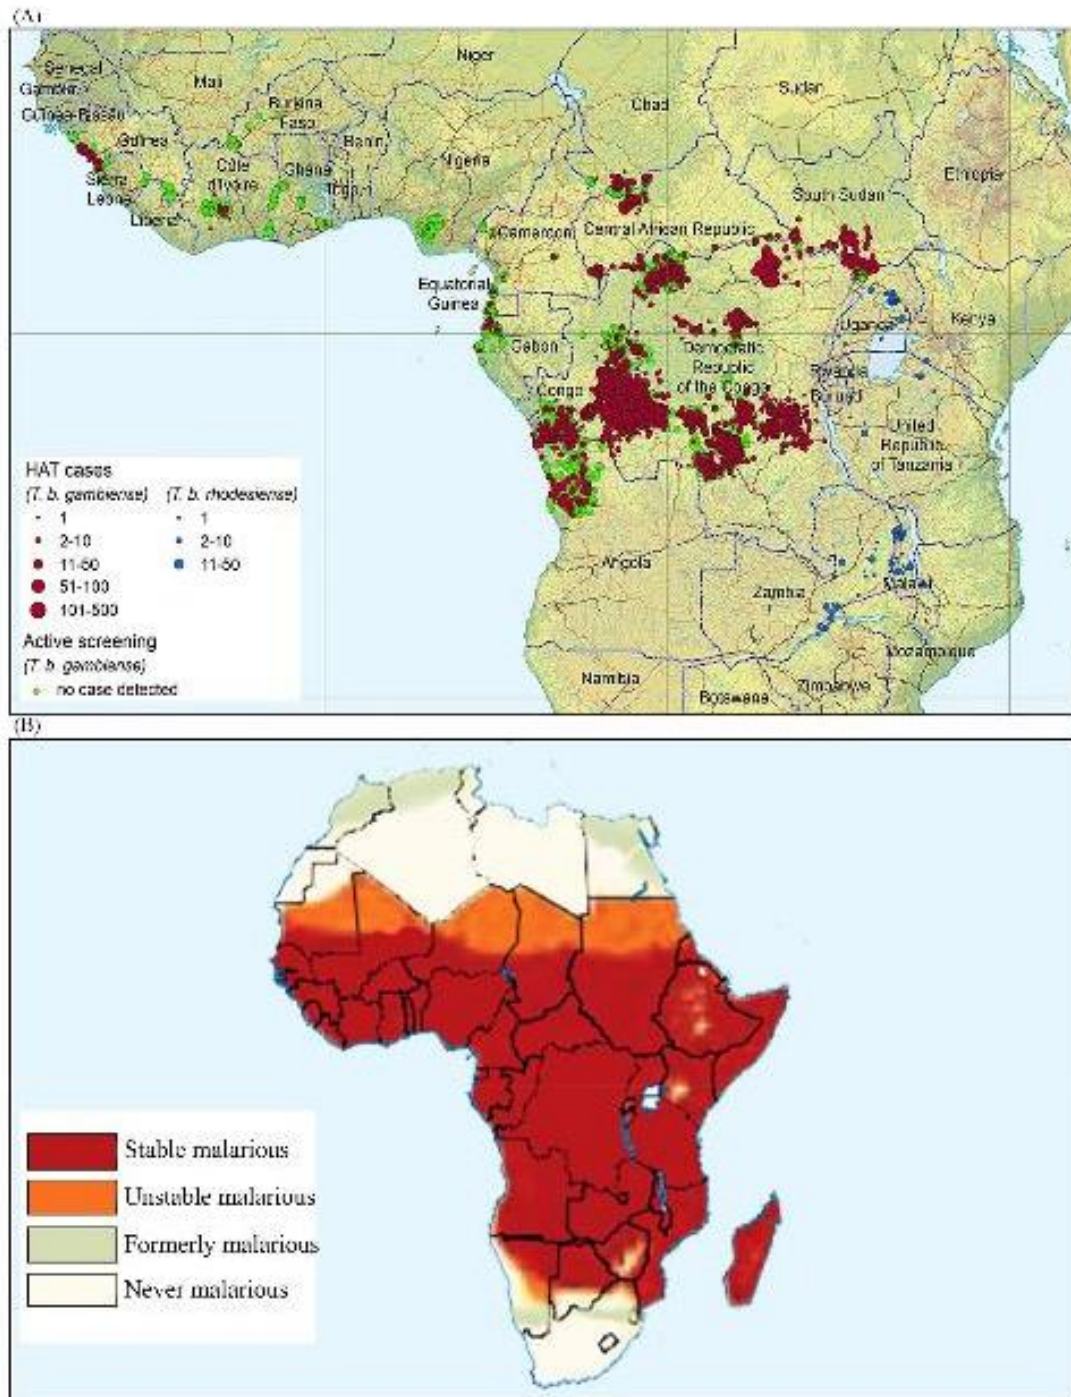 (A)
Niger
Senegal
Mali
Chad
Sudan
Gambia
Burkina
Faso
Guinea-Bissau
Guinea
Benin
Nigeria
Ethiopia
Côte
d'Ivoire
Ghana
Togo
Sierra
Leone
South Sudan
Liberia
Cameroon
Central African Republic
Equatorial
Guinea
Uganda
Kenya
Gabon
Democratic
Republic
of the Congo
Rwanda
Congo
Burundi
United
Republic
of Tanzania
HAT cases
(T. b. gambiense) (T. b. rhodesiense)
1 1
2-10 2-10
11-50 11-50
51-100
101-500
Angola
Malawi
Zambia
Active screening
(T. b. gambiense)
no case detected
Mozambique
Namibia
Zimbabwe
Botswana
(B)
Stable malarious
Unstable malarious
Formerly malarious
Never malarious